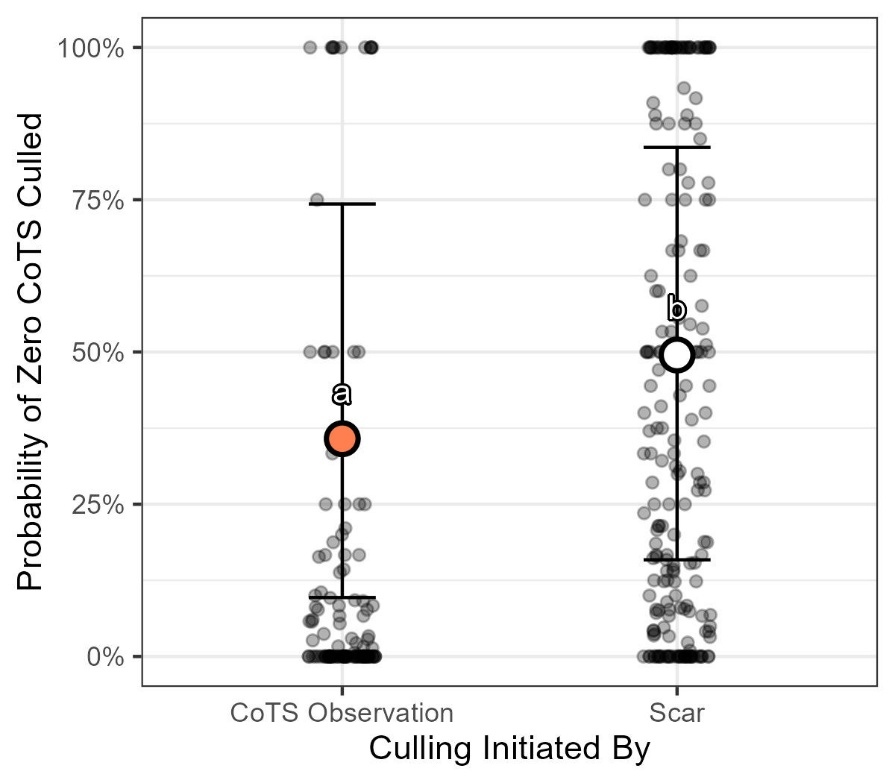 Probability of Zero CoTS Culled
100%
75%
50%
25%
0%
a
b
CoTS Observation
Scar
Culling Initiated By